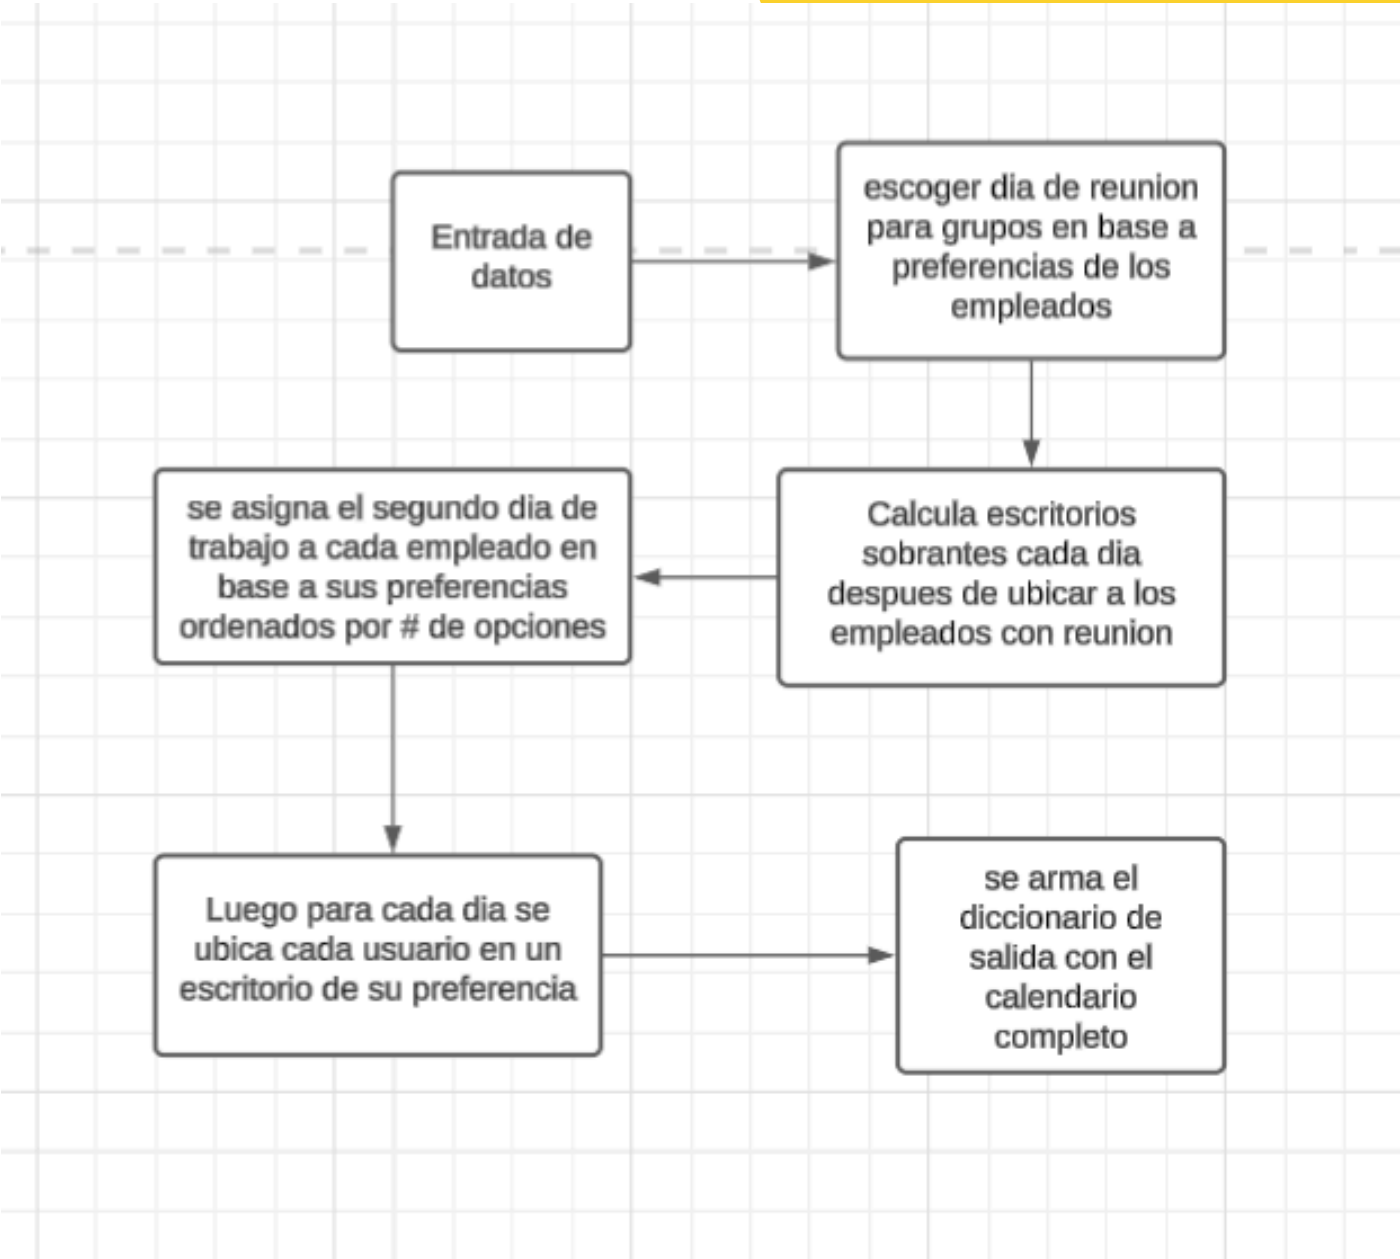 Entrada de
datos
escoger dia de reunion
para grupos en base a
preferencias de los
empleados
Calcula escritorios
sobrantes cada dia
despues de ubicar a los
empleados con reunion
se asigna el segundo dia de
trabajo a cada empleado en
base a sus preferencias
ordenados por # de opciones
Luego para cada dia se
ubica cada usuario en un
escritorio de su preferencia
se arma el
diccionario de
salida con el
calendario
completo